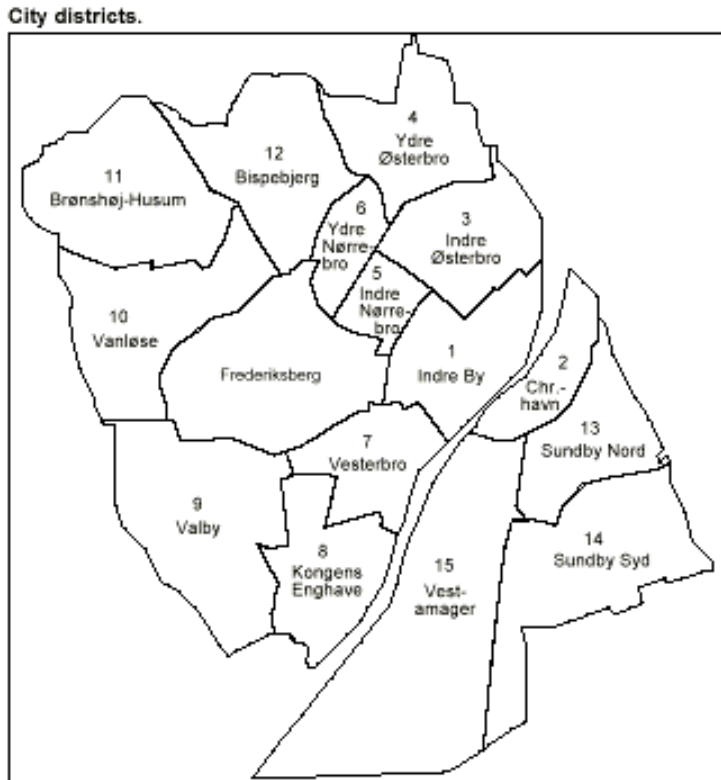 City districts.
4
Ydre
Østerbro
12
Bispebjerg
11
Brønshøj-Husum
6
Ydre
Nørre-
bro
3
Indre
Østerbro
5
Indre
Nørre-
bro
10
Vanløse
Frederiksberg
1
Indre By
2
Chr.-
havn
13
Sundby Nord
7
Vesterbro
9
Valby
8
Kongens
Enghave
15
Vest-
amager
14
Sundby Syd